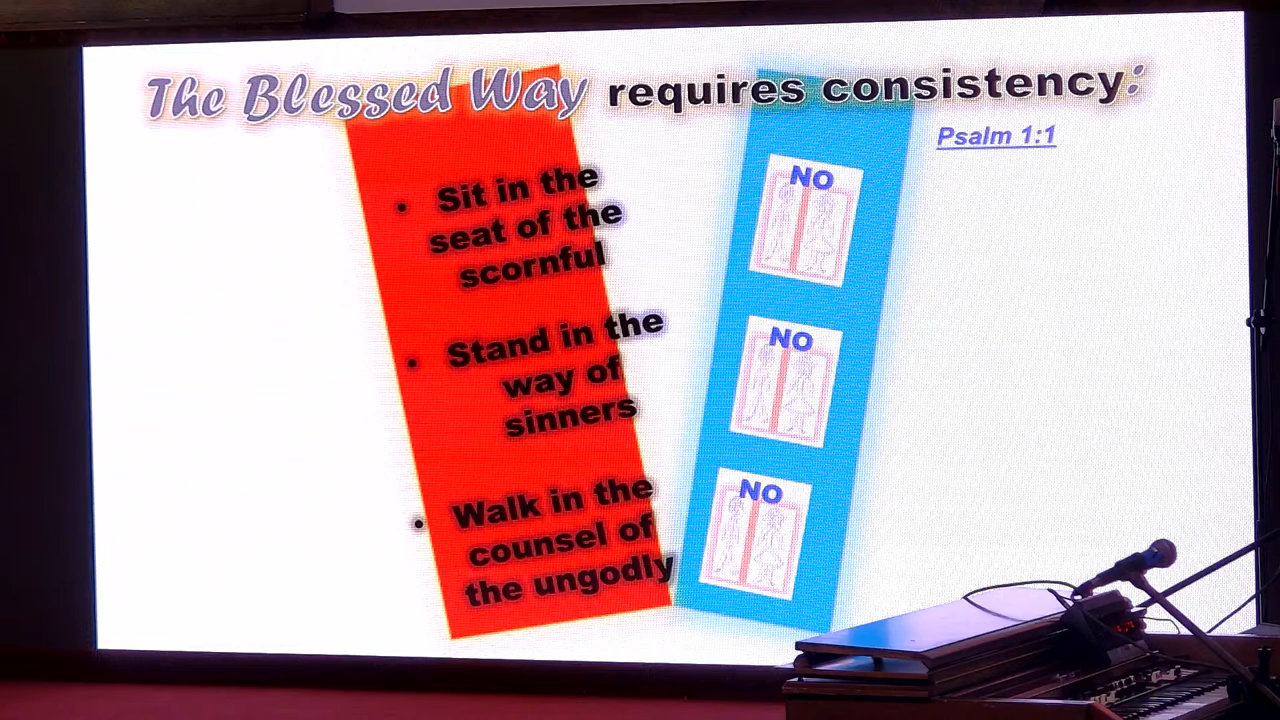 The Blessed Way requires consistency:
Psalm 1:1
• Sit in the
seat of the
scornful
NO
• Stand in the
way of
sinners
NO
• Walk in the
counsel of
the ungodly
NO